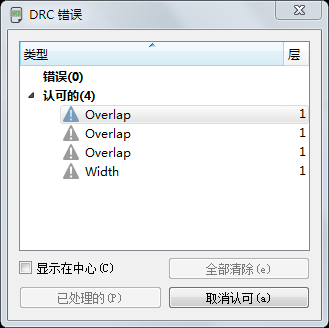 DRC 错误
类型 层
错误(0)
认可的(4)
Overlap 1
Overlap 1
Overlap 1
Width 1
显示在中心(C) 全部清除(e)
已处理的(P) 取消认可(a)